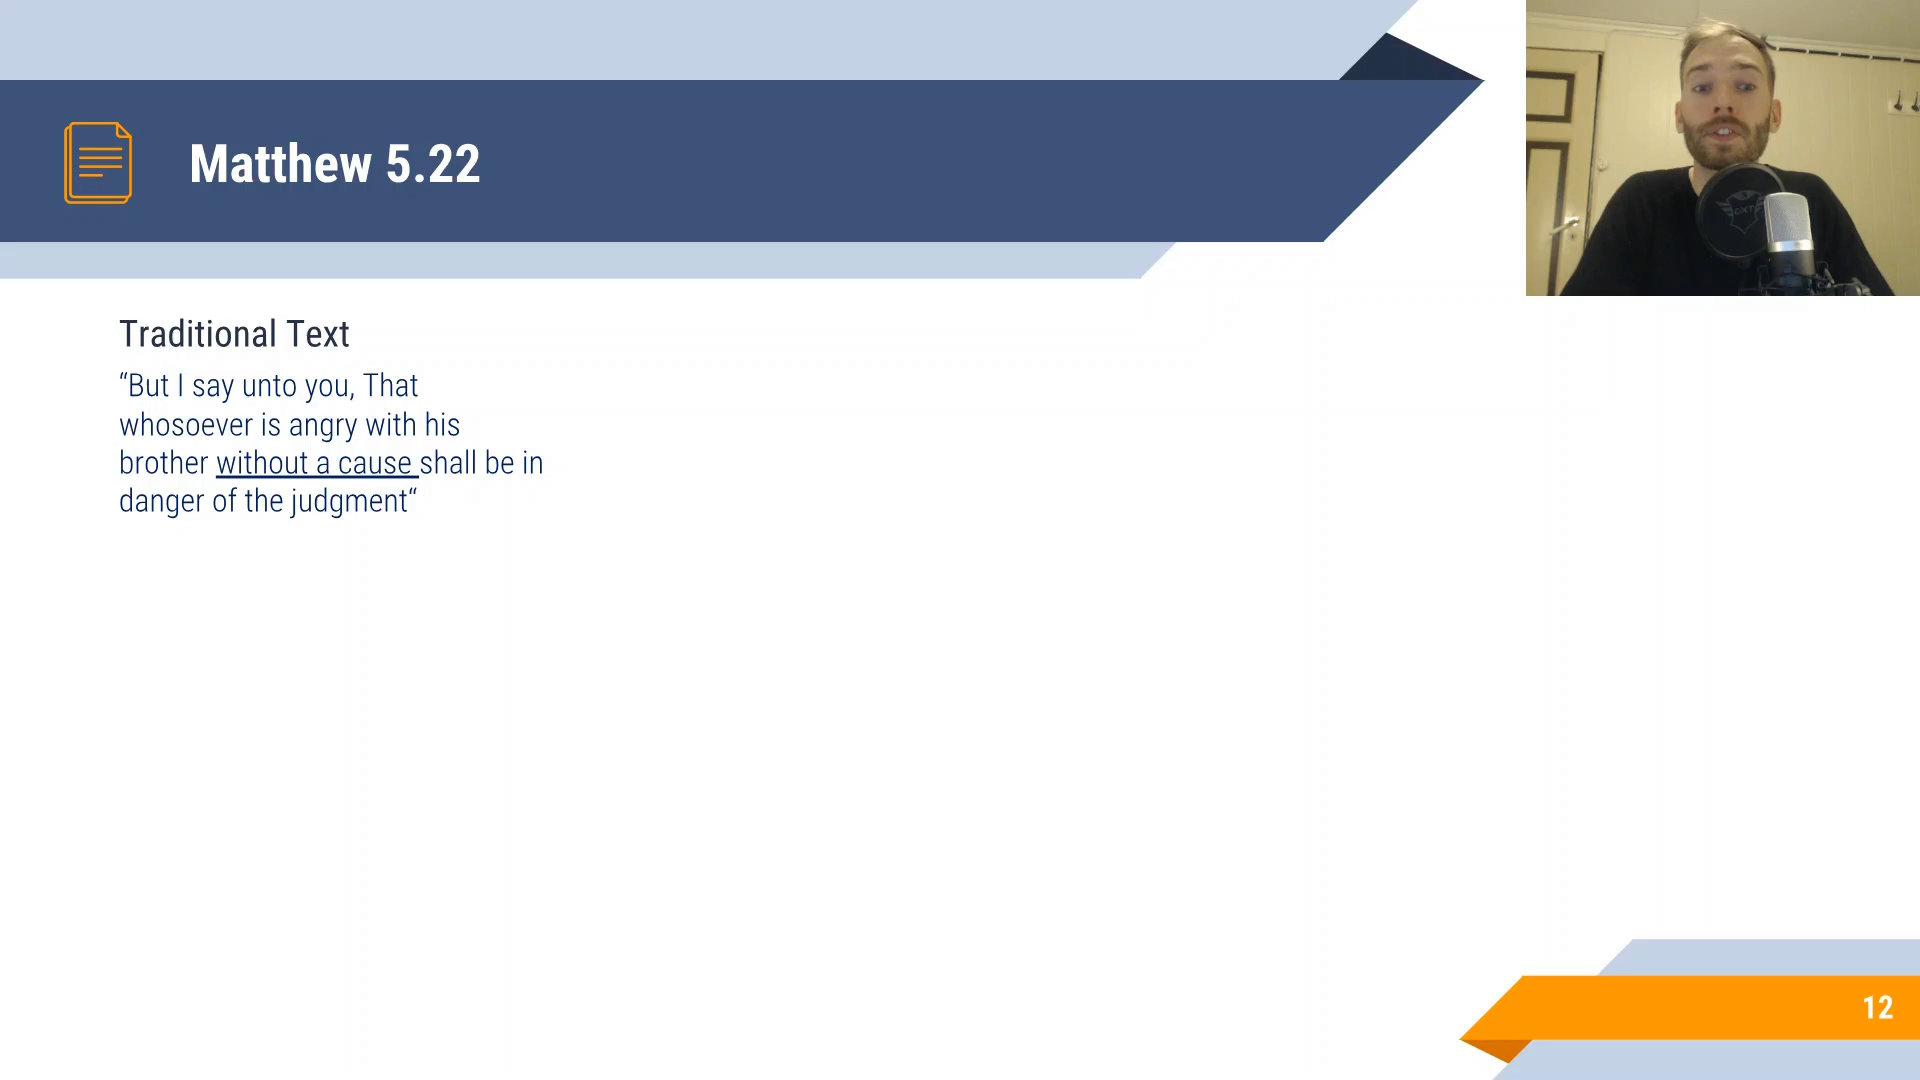 Matthew 5.22
Traditional Text
“But I say unto you, That
whosoever is angry with his
brother without a cause shall be in
danger of the judgment“
12